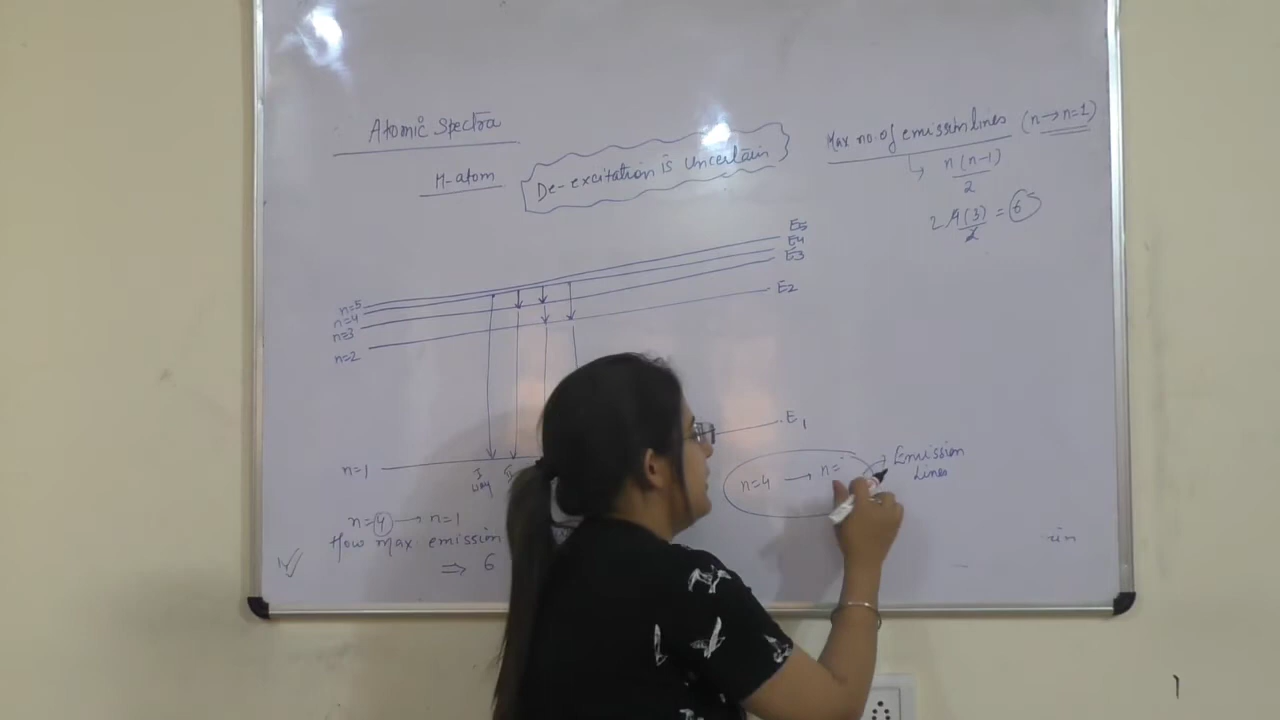 Atomic Spectra
H-atom
De-excitation is Uncertain
Max no. of emission lines (n → n=1)
n(n-1)
2
2 4(3) = 6
2
E5
E4
E3
E2
E1
n=5
n=4
n=3
n=2
n=1
I
way
n=4 → n=1
How max. emission
⇒ 6
n=4 → n=
Emission
Lines